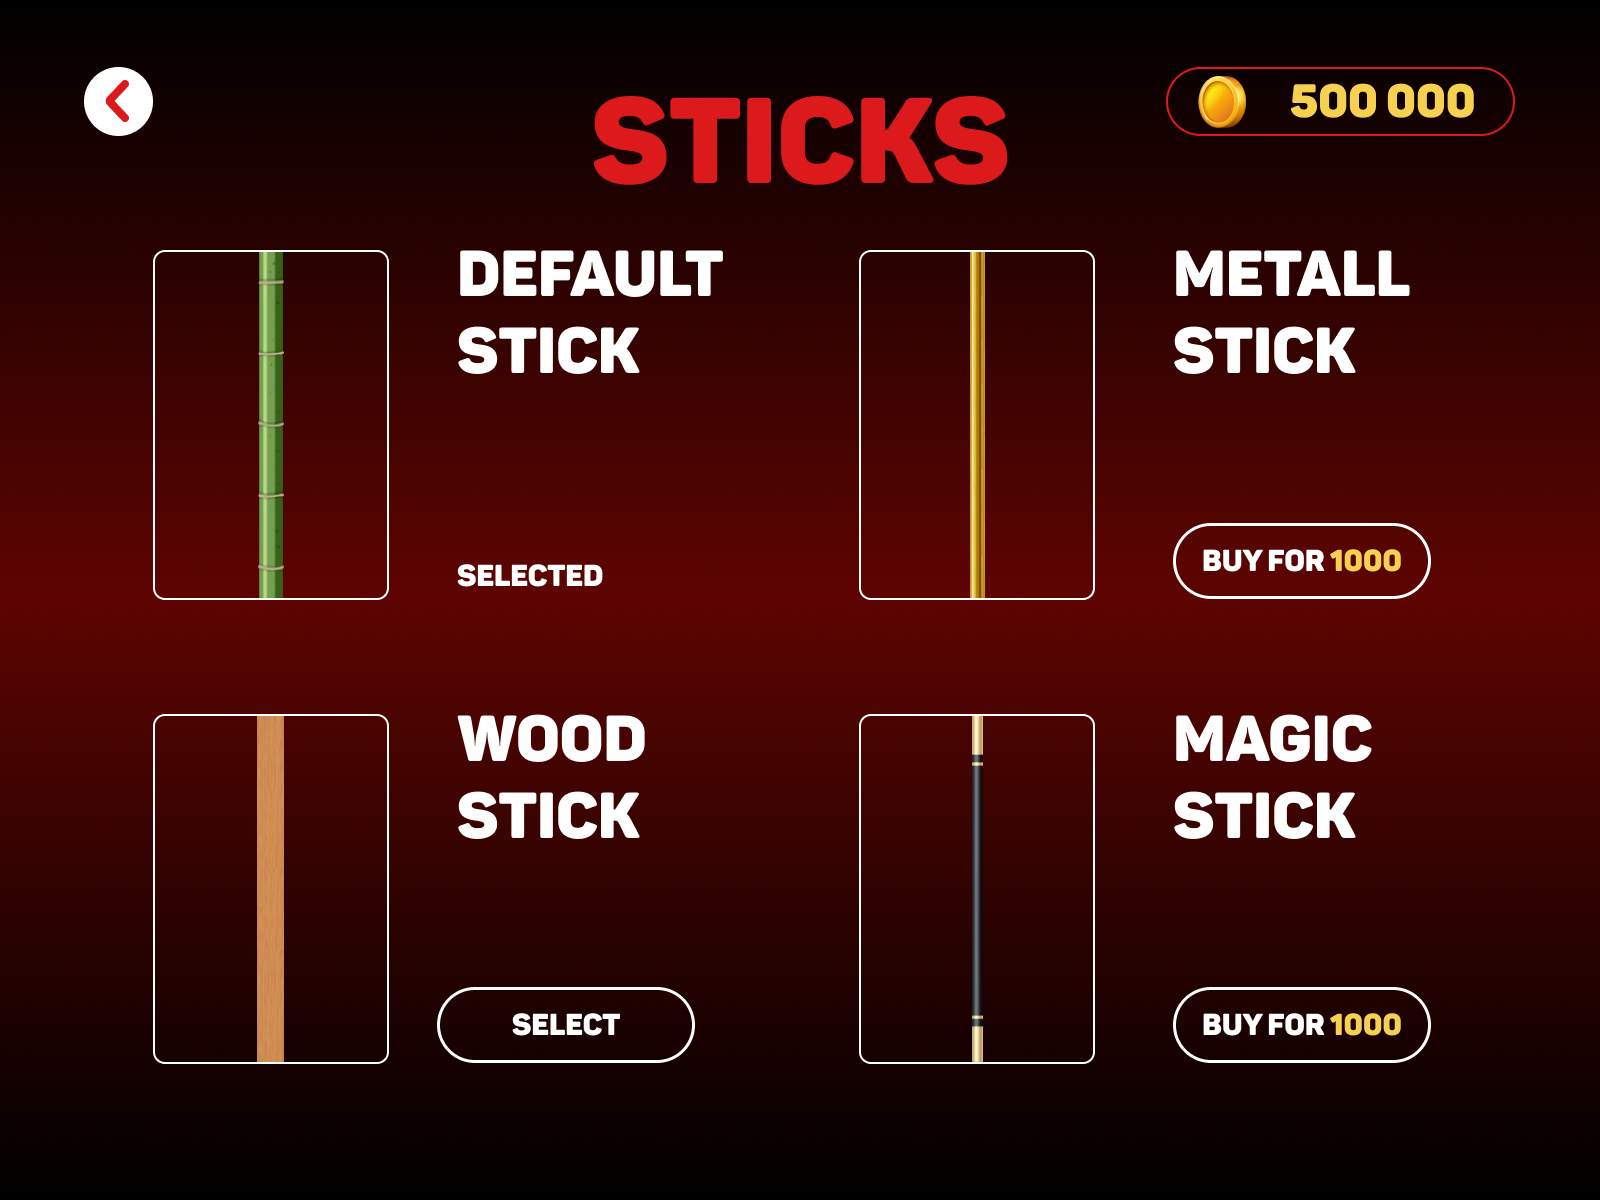 STICKS
500 000
DEFAULT
STICK
SELECTED
METALL
STICK
BUY FOR 1000
WOOD
STICK
SELECT
MAGIC
STICK
BUY FOR 1000